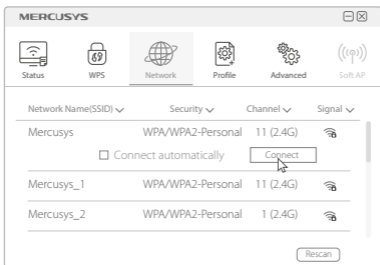 MERCUSYS
Status WPS Network Profile Advanced Soft AP
Network Name(SSID) Security Channel Signal
Mercusys WPA/WPA2-Personal 11 (2.4G)
Connect automatically Connect
Mercusys_1 WPA/WPA2-Personal 11 (2.4G)
Mercusys_2 WPA/WPA2-Personal 1 (2.4G)
Rescan